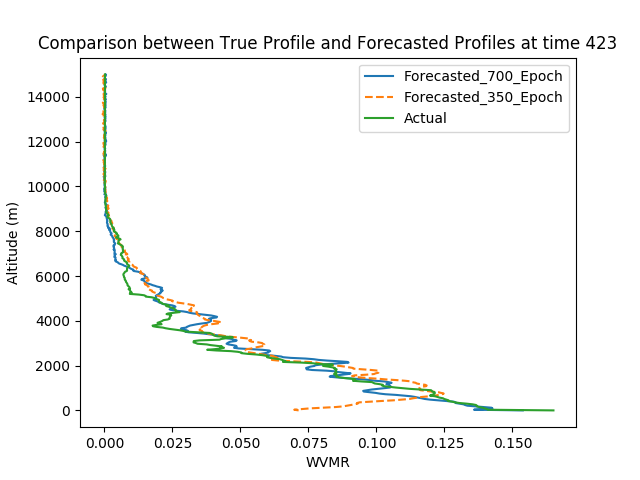 Comparison between True Profile and Forecasted Profiles at time 423
Forecasted_700_Epoch
Forecasted_350_Epoch
Actual
Altitude (m)
14000
12000
10000
8000
6000
4000
2000
0
0.000 0.025 0.050 0.075 0.100 0.125 0.150
WVMR